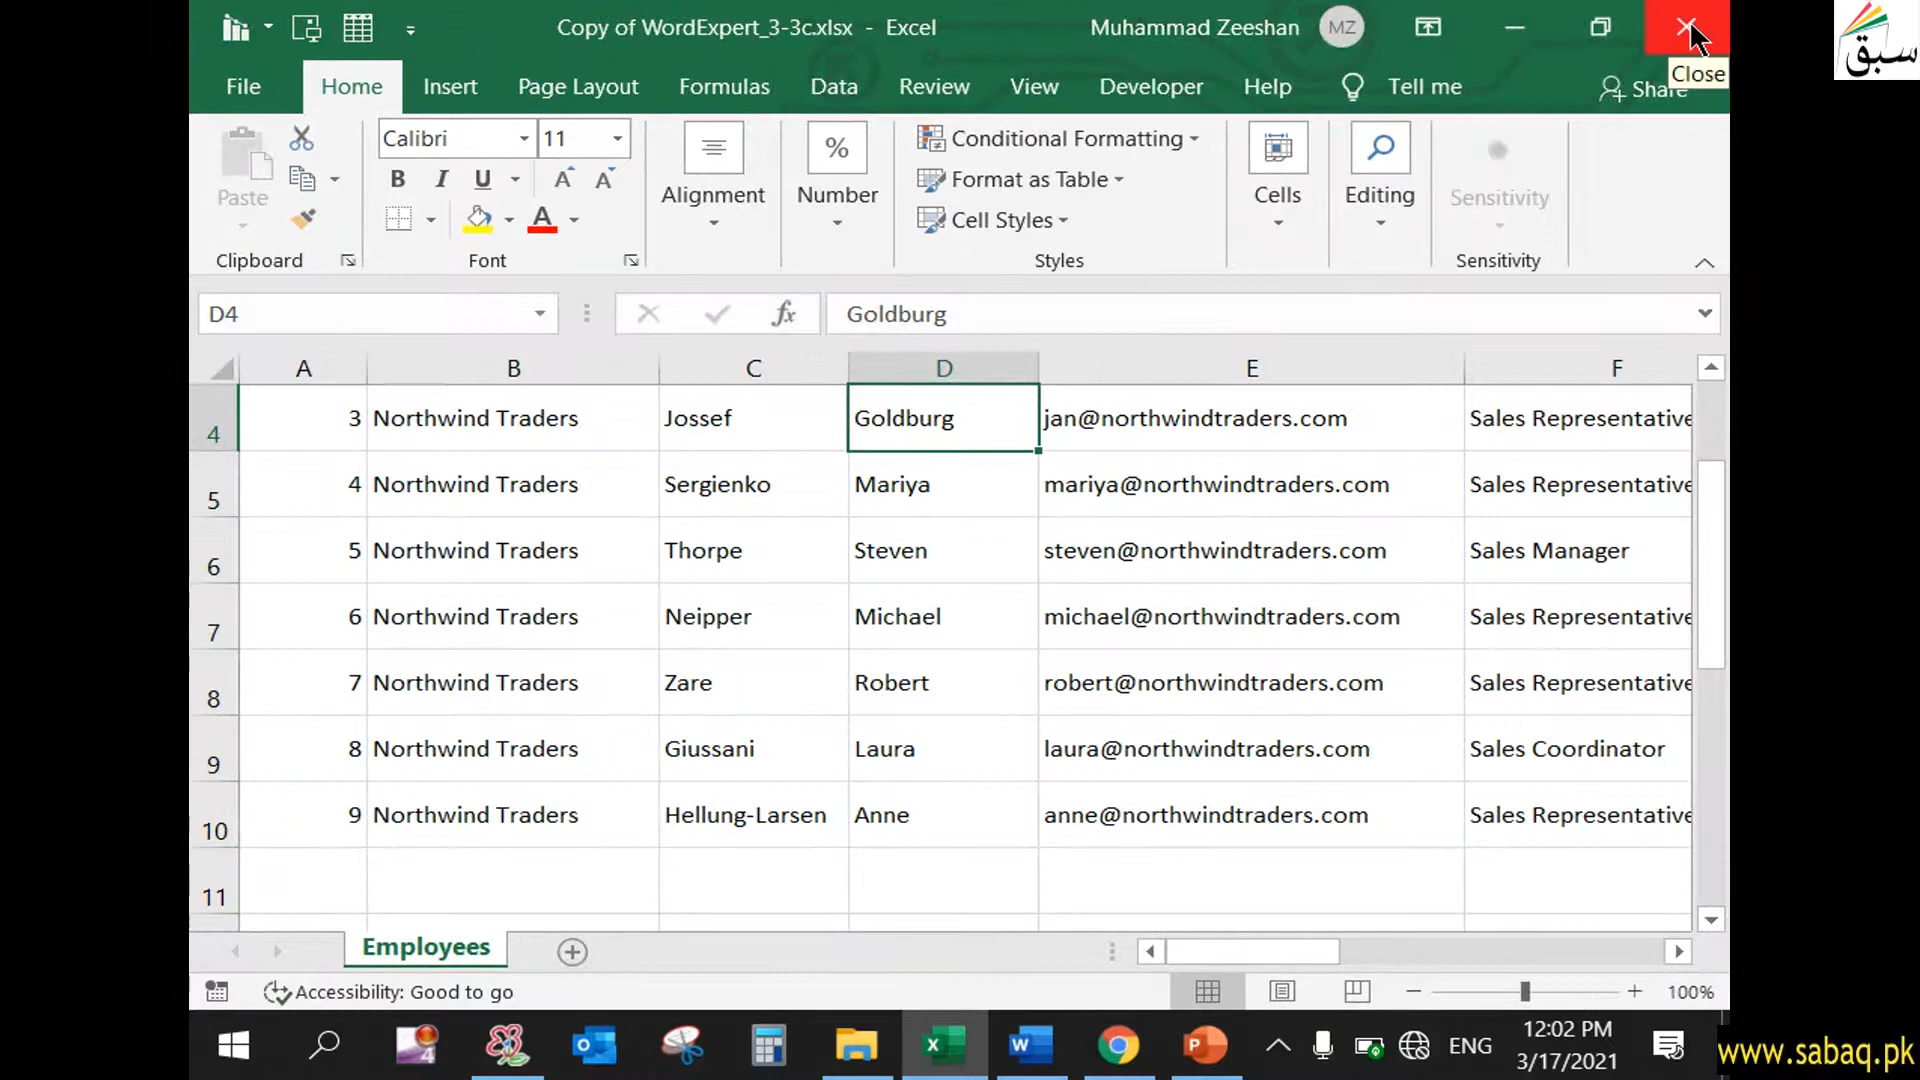 Copy of WordExpert_3-3c.xlsx - Excel
Muhammad Zeeshan MZ
سبق
Close
File Home Insert Page Layout Formulas Data Review View Developer Help Tell me Share
Paste
Clipboard
Calibri 11
B I U A A
A
Font
Alignment
% Number
Conditional Formatting
Format as Table
Cell Styles
Styles
Cells
Editing
Sensitivity
Sensitivity
D4 fx Goldburg
A B C D E F
4 3 Northwind Traders Jossef Goldburg jan@northwindtraders.com Sales Representative
5 4 Northwind Traders Sergienko Mariya mariya@northwindtraders.com Sales Representative
6 5 Northwind Traders Thorpe Steven steven@northwindtraders.com Sales Manager
7 6 Northwind Traders Neipper Michael michael@northwindtraders.com Sales Representative
8 7 Northwind Traders Zare Robert robert@northwindtraders.com Sales Representative
9 8 Northwind Traders Giussani Laura laura@northwindtraders.com Sales Coordinator
10 9 Northwind Traders Hellung-Larsen Anne anne@northwindtraders.com Sales Representative
11
Employees
Accessibility: Good to go 100%
4 O X W P ENG 12:02 PM
3/17/2021
www.sabaq.pk